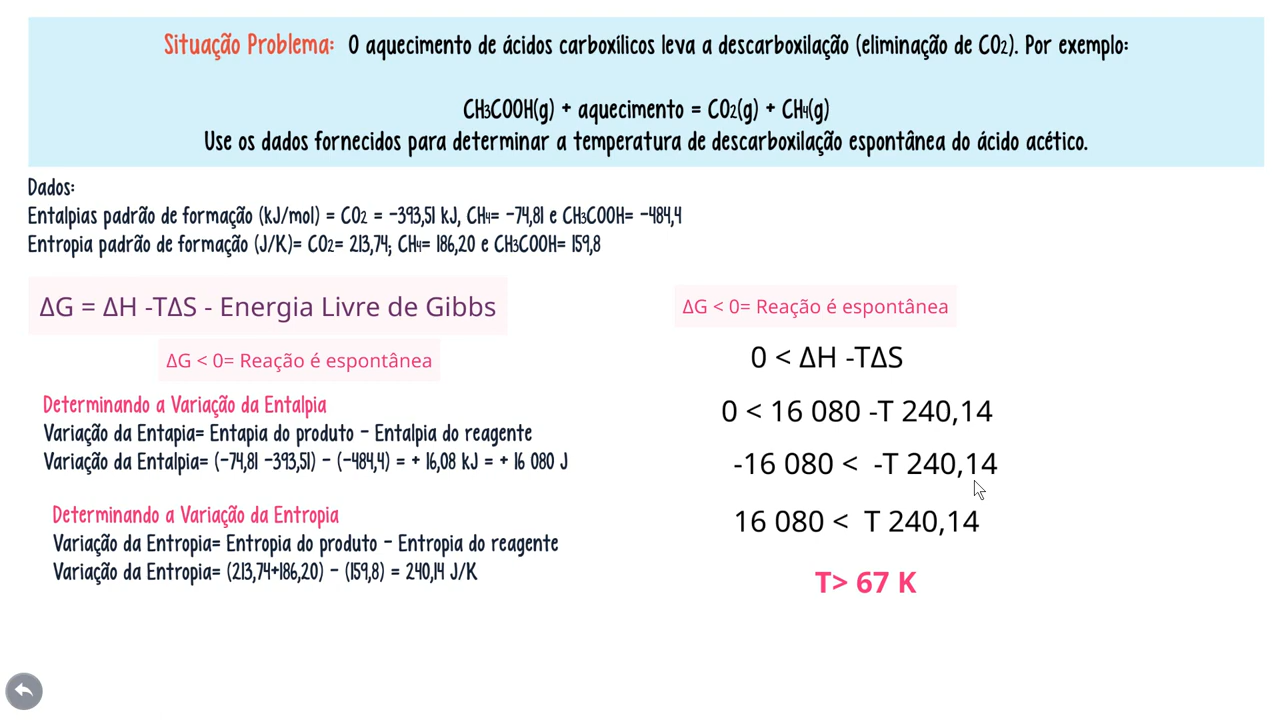 Situação Problema: O aquecimento de ácidos carboxílicos leva a descarboxilação (eliminação de CO₂). Por exemplo:
CH₃COOH(g) + aquecimento = CO₂(g) + CH₄(g)
Use os dados fornecidos para determinar a temperatura de descarboxilação espontânea do ácido acético.
Dados:
Entalpias padrão de formação (kJ/mol) = CO₂ = -393,51 kJ, CH₄= -74,81 e CH₃COOH= -484,4
Entropia padrão de formação (J/K)= CO₂= 213,74; CH₄= 186,20 e CH₃COOH= 159,8
ΔG = ΔH -TΔS - Energia Livre de Gibbs
ΔG < 0= Reação é espontânea
Determinando a Variação da Entalpia
Variação da Entapia= Entapia do produto - Entalpia do reagente
Variação da Entalpia= (-74,81 -393,51) - (-484,4) = + 16,08 kJ = + 16 080 J
Determinando a Variação da Entropia
Variação da Entropia= Entropia do produto - Entropia do reagente
Variação da Entropia= (213,74+186,20) - (159,8) = 240,14 J/K
ΔG < 0= Reação é espontânea
0 < ΔH -TΔS
0 < 16 080 -T 240,14
-16 080 < -T 240,14
16 080 < T 240,14
T> 67 K